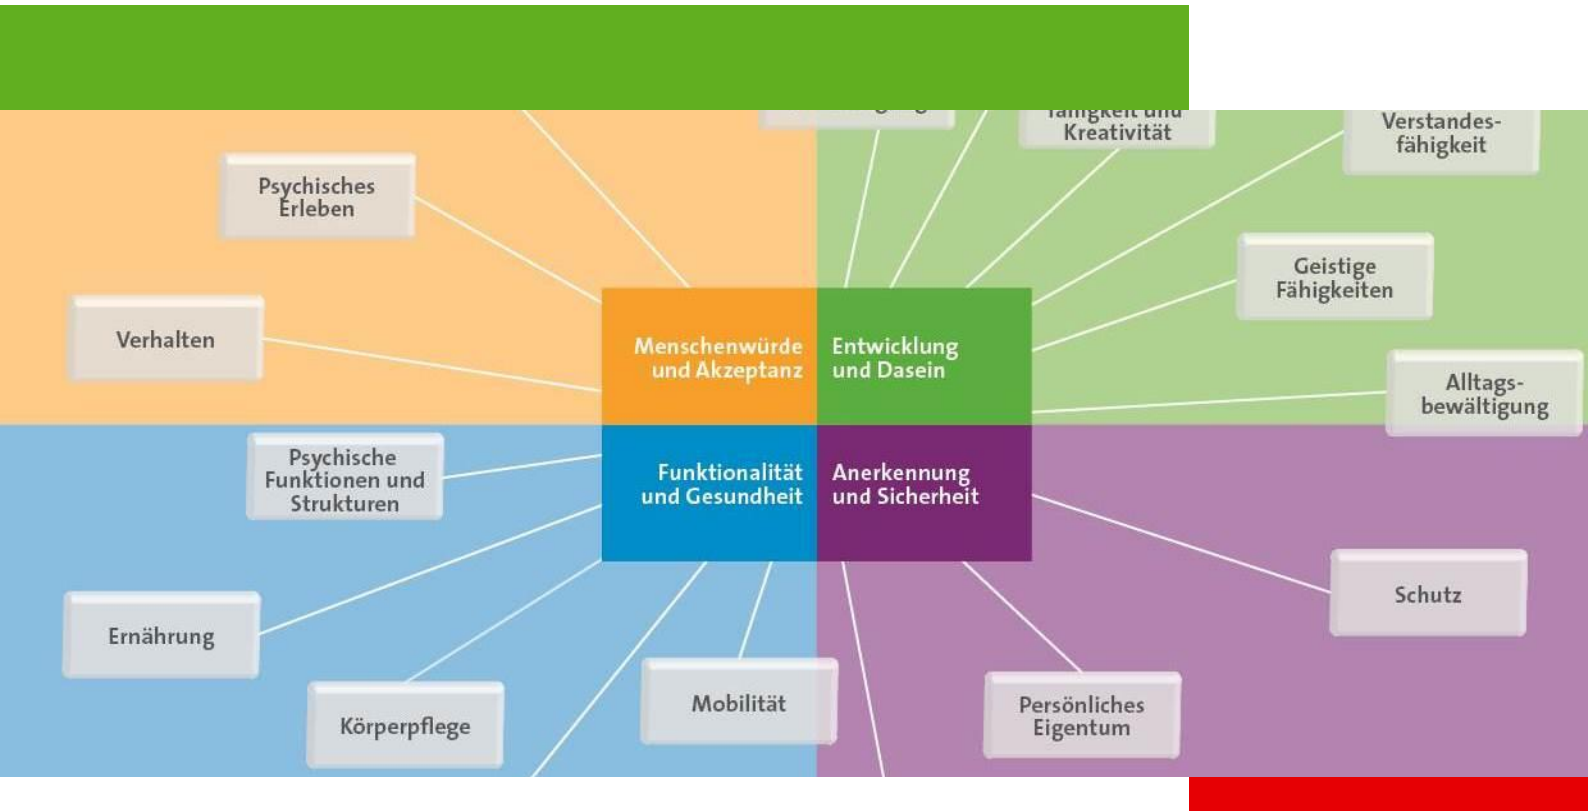 Kreativität
Verstandes-
fähigkeit
Psychisches
Erleben
Geistige
Fähigkeiten
Verhalten
Menschenwürde
und Akzeptanz
Entwicklung
und Dasein
Alltags-
bewältigung
Psychische
Funktionen und
Strukturen
Funktionalität
und Gesundheit
Anerkennung
und Sicherheit
Schutz
Ernährung
Körperpflege
Mobilität
Persönliches
Eigentum